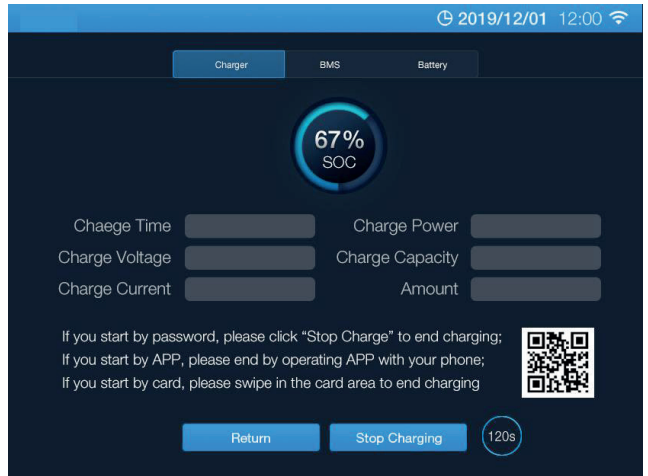 2019/12/01 12:00
Charger BMS Battery
67%
SOC
Chaege Time Charge Power
Charge Voltage Charge Capacity
Charge Current Amount
If you start by password, please click “Stop Charge” to end charging;
If you start by APP, please end by operating APP with your phone;
If you start by card, please swipe in the card area to end charging
Return Stop Charging 120s